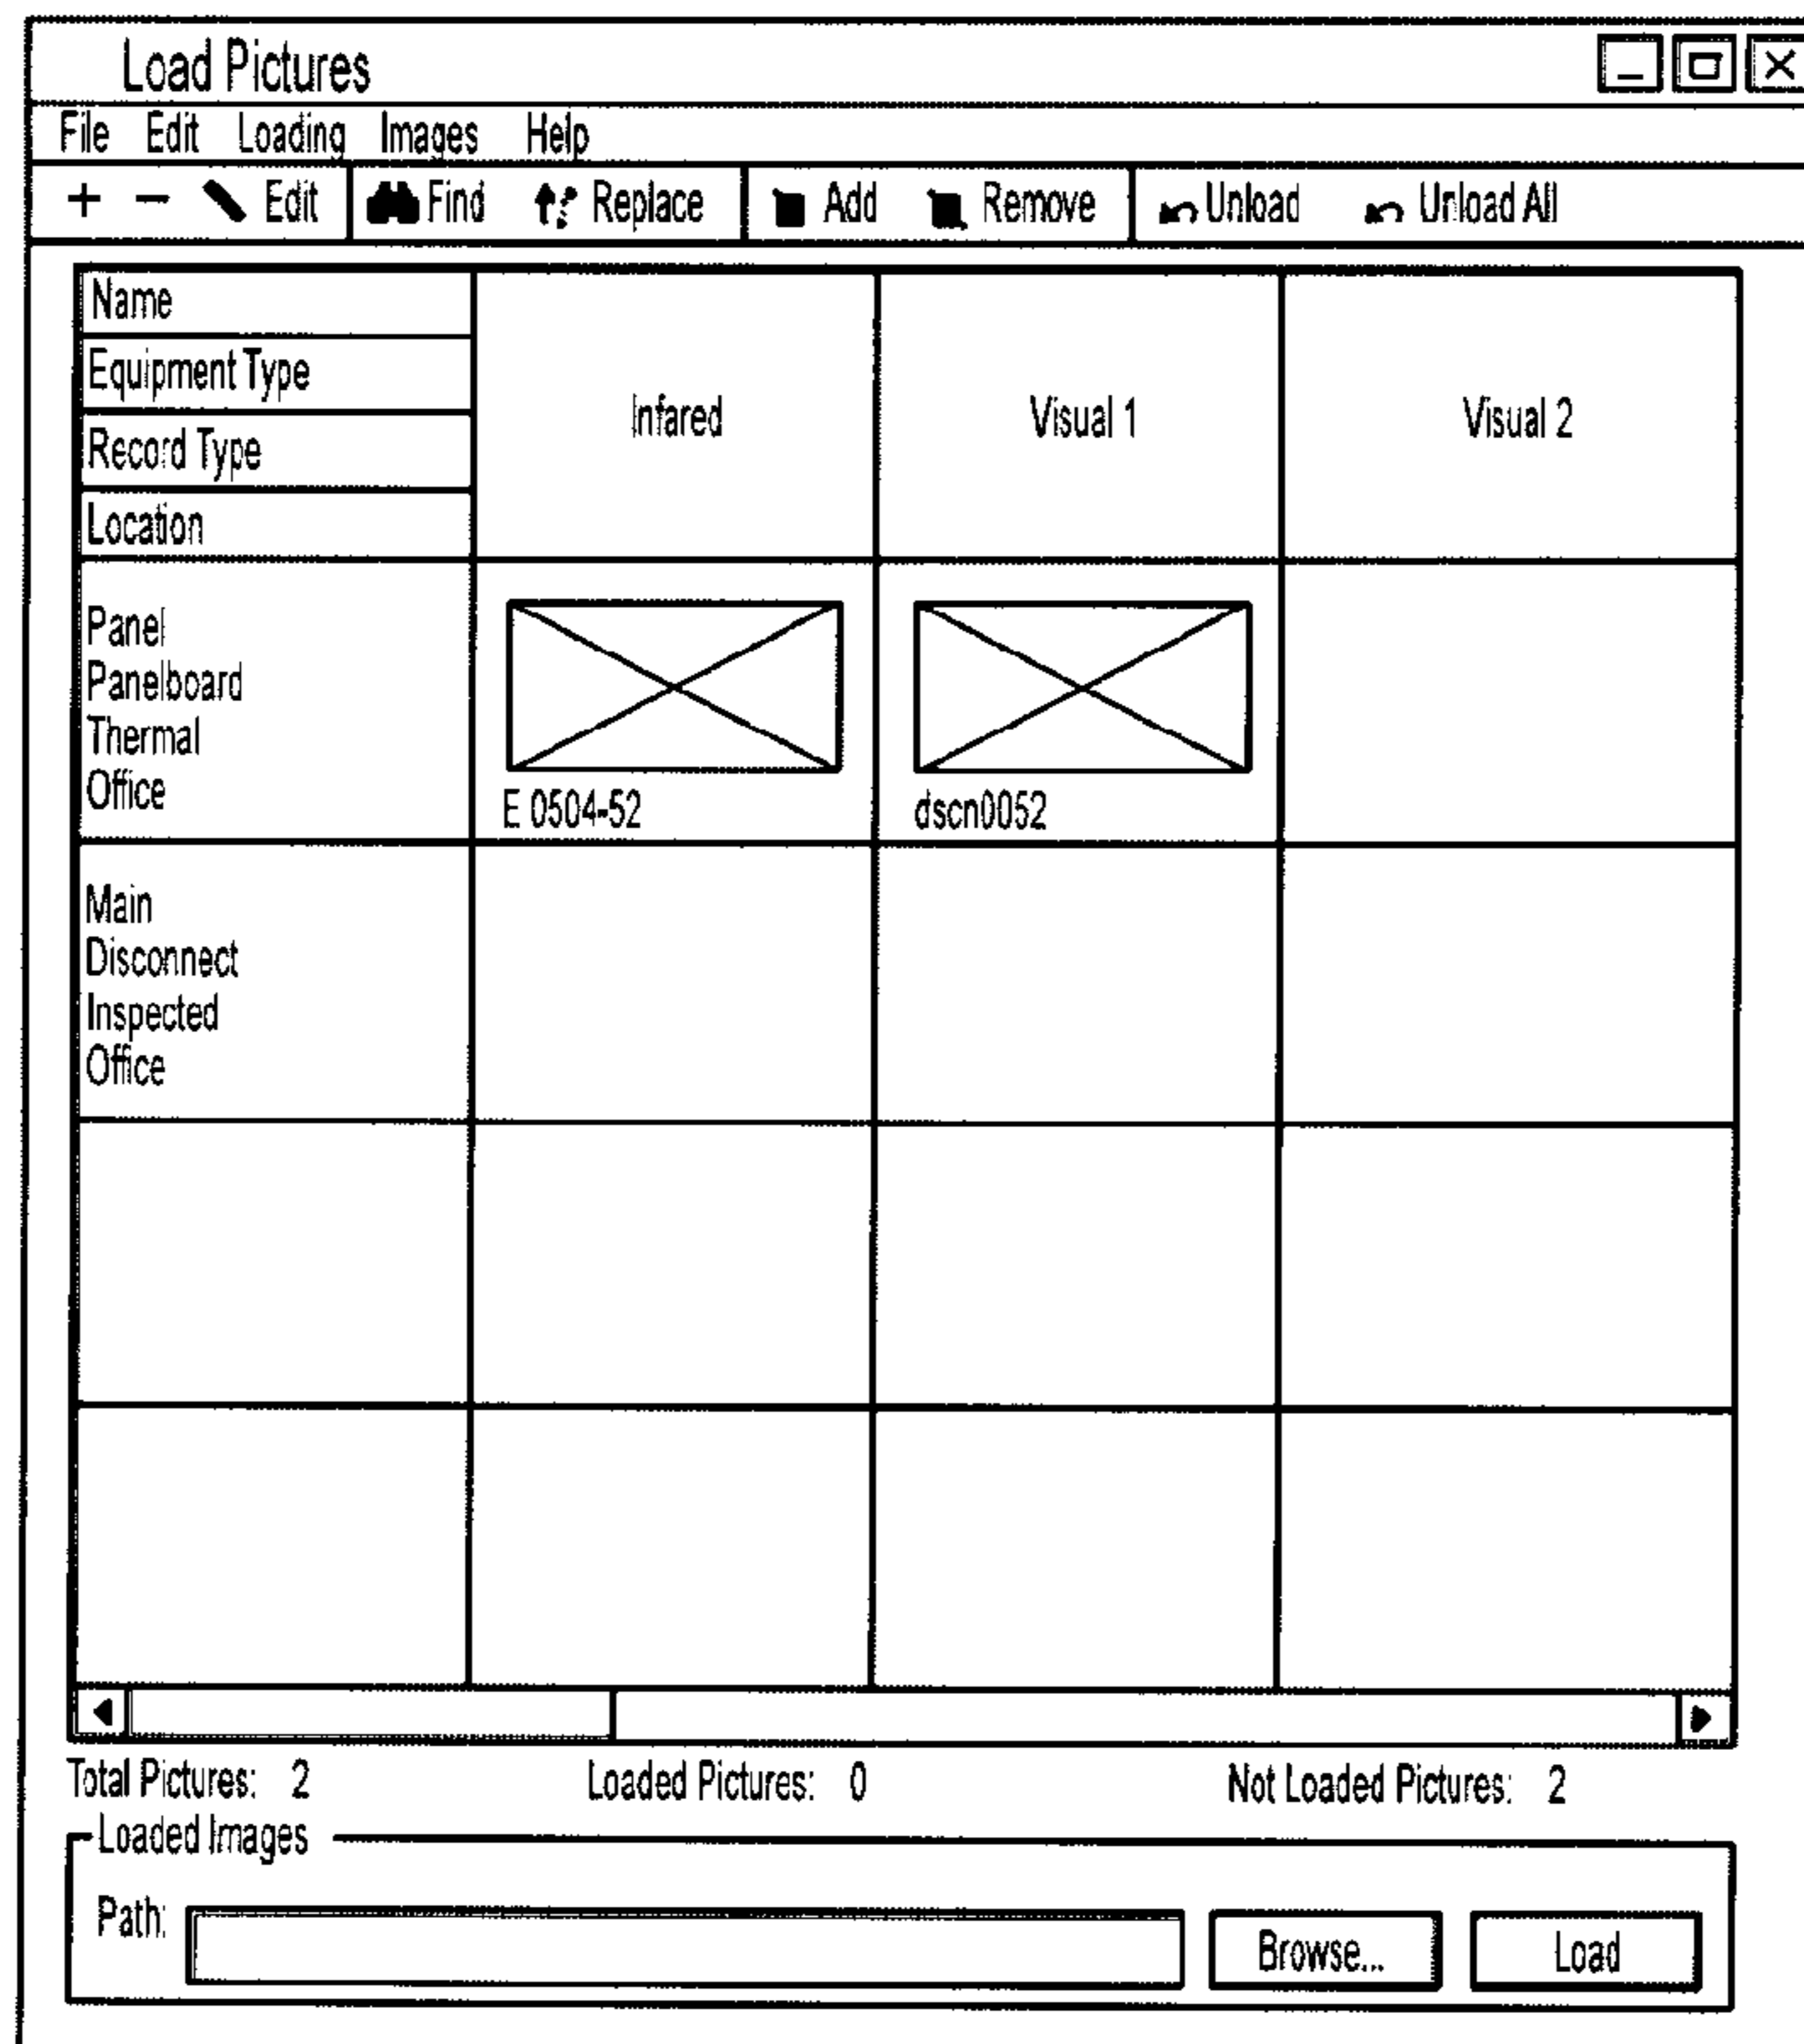 Load Pictures
File Edit Loading Images Help
+ − Edit Find Replace Add Remove Unload Unload All
Name
Equipment Type
Record Type
Location
Infared
Visual 1
Visual 2
Panel
Panelboard
Thermal
Office
E 0504-52
dscn0052
Main
Disconnect
Inspected
Office
Total Pictures: 2 Loaded Pictures: 0 Not Loaded Pictures: 2
Loaded Images
Path:
Browse...
Load